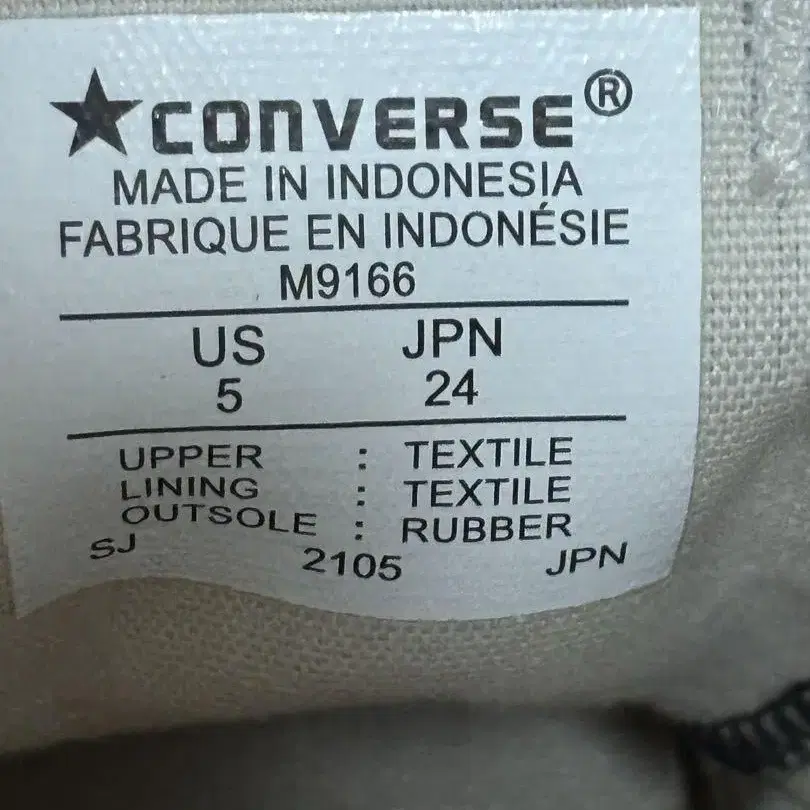 ★CONVERSE®
MADE IN INDONESIA
FABRIQUE EN INDONÉSIE
M9166
US JPN
5 24
UPPER : TEXTILE
LINING : TEXTILE
OUTSOLE : RUBBER
SJ 2105 JPN